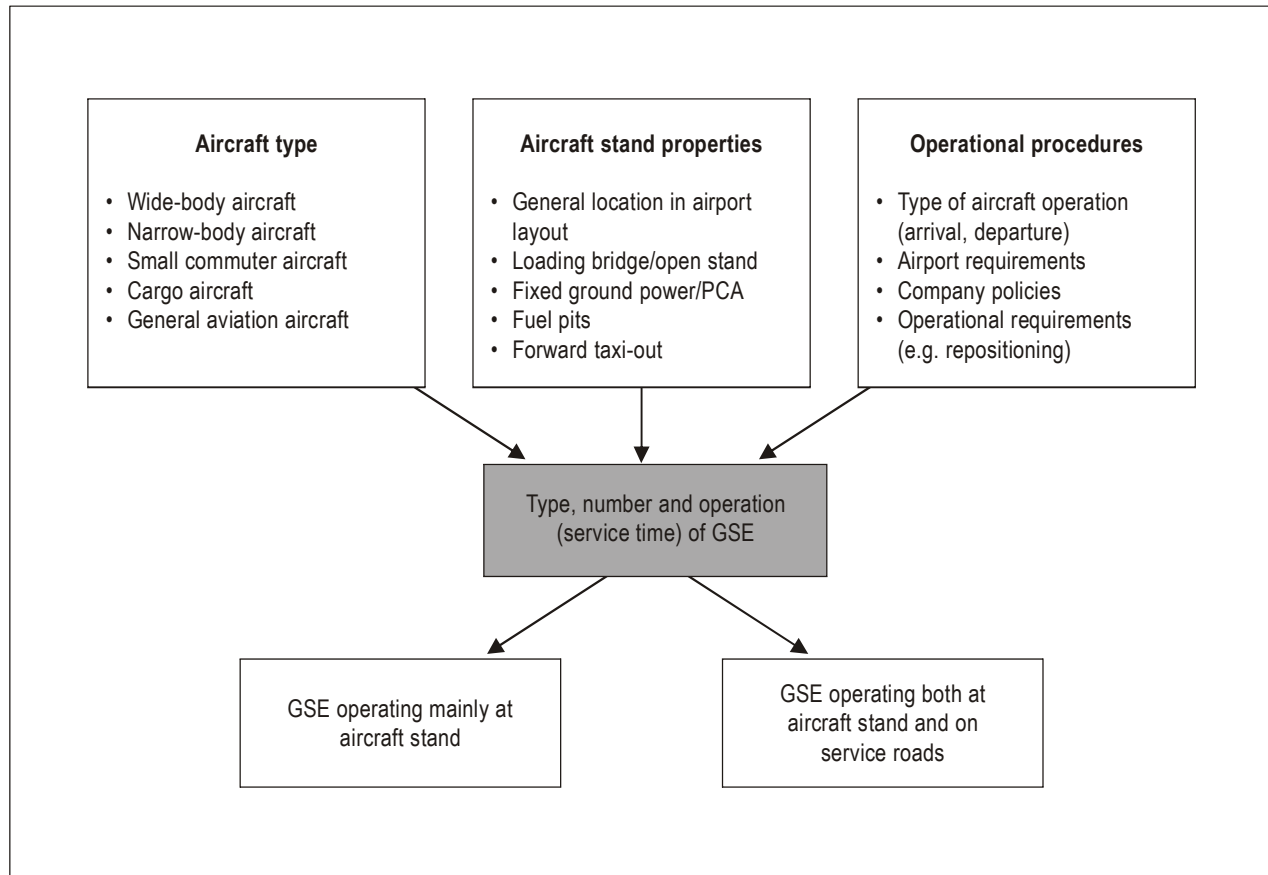 Aircraft type
• Wide-body aircraft
• Narrow-body aircraft
• Small commuter aircraft
• Cargo aircraft
• General aviation aircraft
Aircraft stand properties
• General location in airport
layout
• Loading bridge/open stand
• Fixed ground power/PCA
• Fuel pits
• Forward taxi-out
Operational procedures
• Type of aircraft operation
(arrival, departure)
• Airport requirements
• Company policies
• Operational requirements
(e.g. repositioning)
Type, number and operation
(service time) of GSE
GSE operating mainly at
aircraft stand
GSE operating both at
aircraft stand and on
service roads